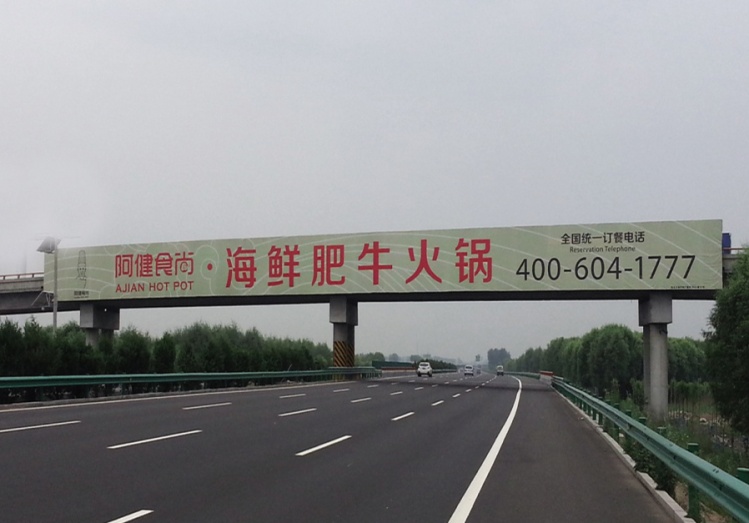 阿健食尚·海鲜肥牛火锅
AJIAN HOT POT
全国统一订餐电话
Reservation Telephone
400-604-1777